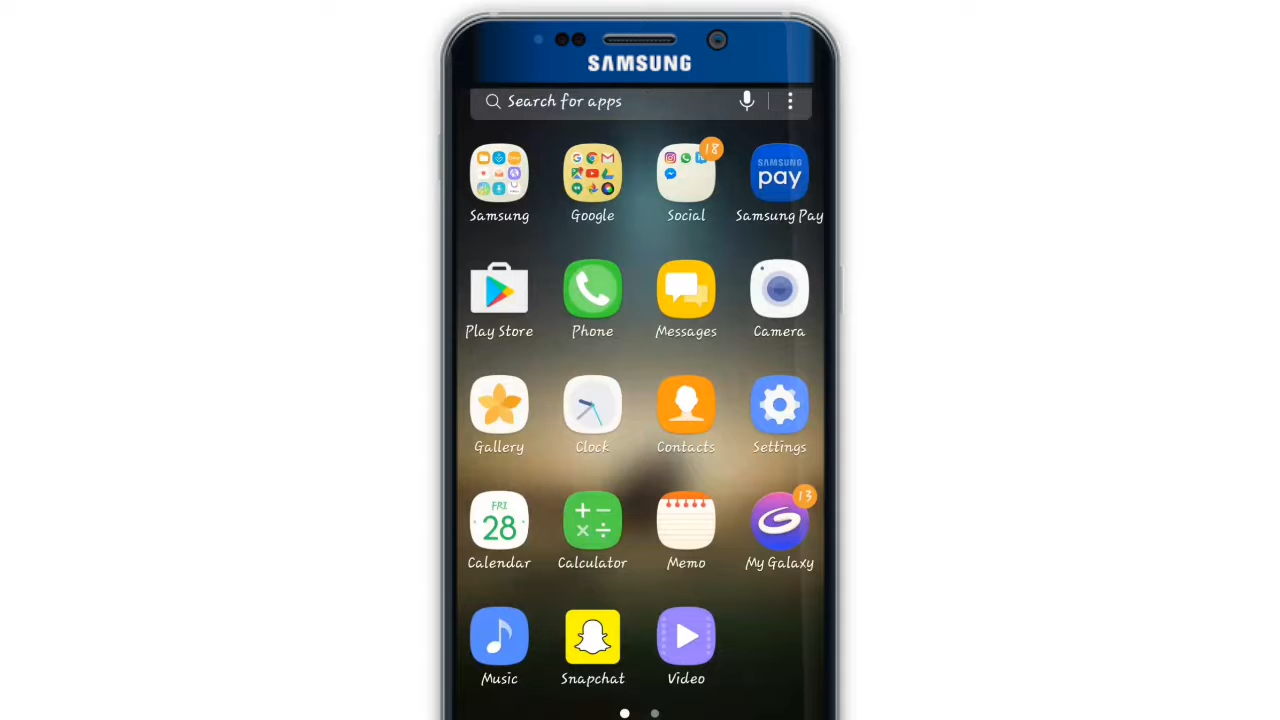 SAMSUNG
Search for apps
18
SAMSUNG
pay
Samsung
Google
Social
Samsung Pay
Play Store
Phone
Messages
Camera
Gallery
Clock
Contacts
Settings
FRI
28
13
Calendar
Calculator
Memo
My Galaxy
Music
Snapchat
Video